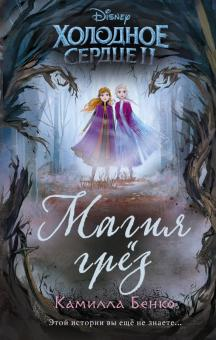 Disney
ХОЛОДНОЕ
СЕРДЦЕ II
Магия
грёз
Камилла Бенко
Этой истории вы ещё не знаете...